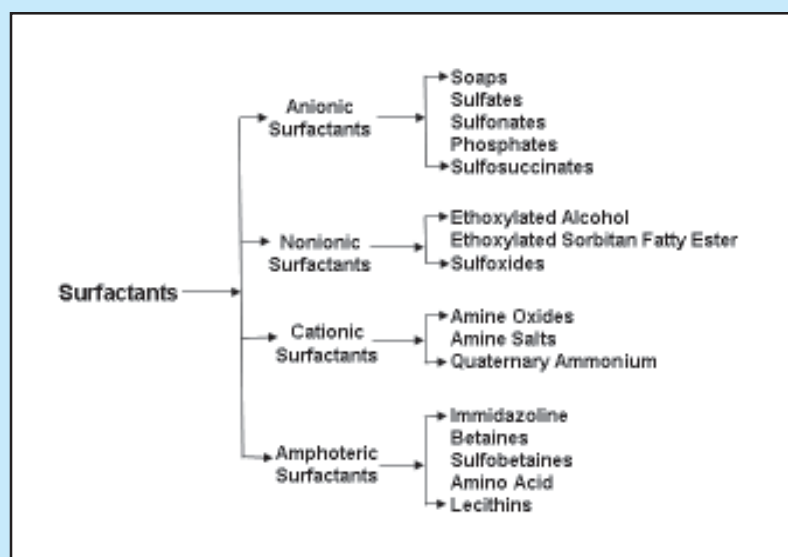 Surfactants
Anionic
Surfactants
Soaps
Sulfates
Sulfonates
Phosphates
Sulfosuccinates
Nonionic
Surfactants
Ethoxylated Alcohol
Ethoxylated Sorbitan Fatty Ester
Sulfoxides
Cationic
Surfactants
Amine Oxides
Amine Salts
Quaternary Ammonium
Amphoteric
Surfactants
Immidazoline
Betaines
Sulfobetaines
Amino Acid
Lecithins